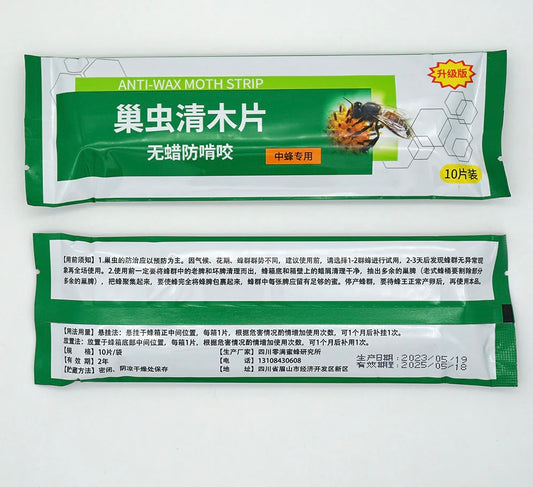 升级版
ANTI-WAX MOTH STRIP
巢虫清木片
无蜡防啃咬
中蜂专用
10片装
【用前须知】1.巢虫的防治应以预防为主。因气候、花期、蜂群群势不同,建议使用前,请选择1-2群蜂进行试用,2-3天后发现蜂群无异常现
象再全场使用。2.使用前一定要将蜂群中的老脾和坏脾清理而出,蜂箱底和箱壁上的蜡屑清理干净,抽出多余的巢脾(老式蜂桶要割除部分
多余的巢脾),把蜂聚集起来,要使蜂完全将蜂脾包裹起来,蜂群中每张脾应留有足够的蜜。停产蜂群,要待蜂王正常产卵后,再使用本品。
【用法用量】悬挂法:悬挂于蜂箱正中间位置,每箱1片,根据危害情况酌情增加使用次数,可1个月后补挂1次。
放置法:放置于蜂箱底部中间位置,每箱1片,根据危害情况酌情增加使用次数,可1个月后补用1次。
【规 格】10片/袋 【生产厂家】四川零满蜜蜂研究所
【有 效 期】2年 【电 话】13108430608
【贮藏方法】密闭、阴凉干燥处保存 【地 址】四川省眉山市经济开发区新区
生产日期:2023/05/19
有效期程:2025/05/18